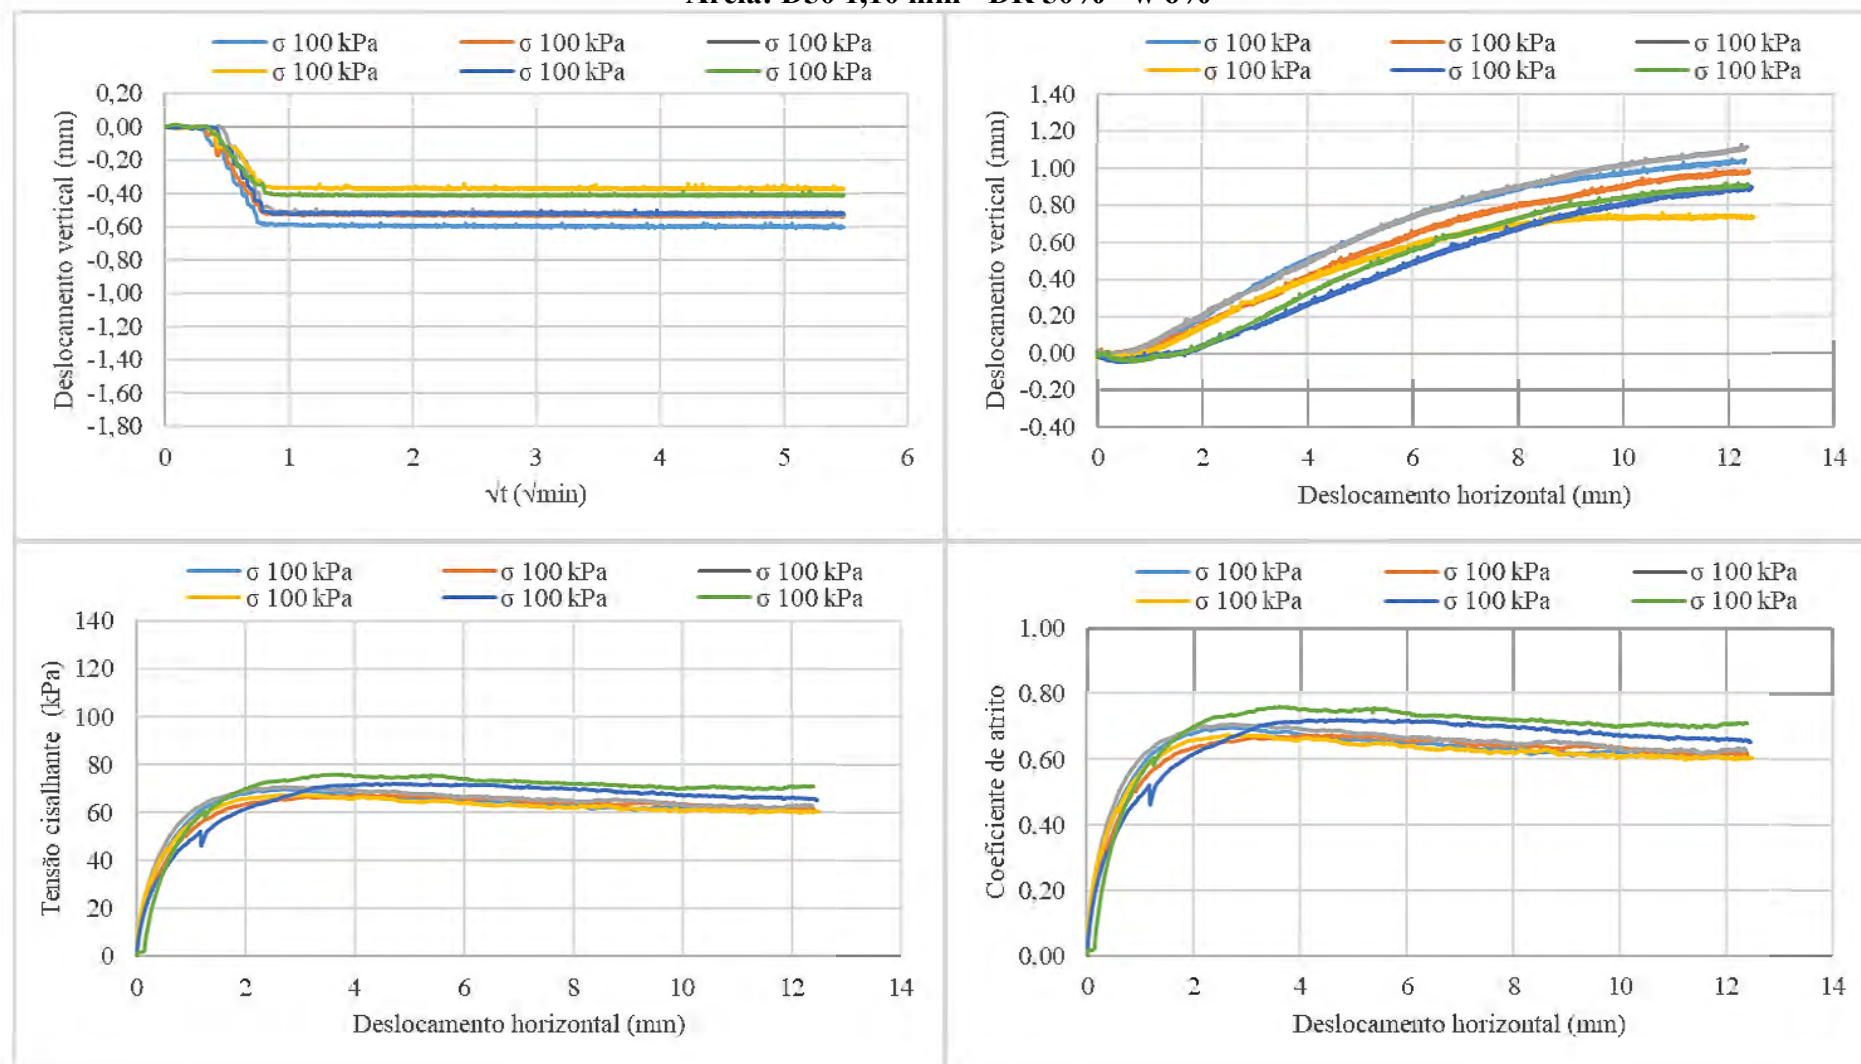 σ 100 kPa σ 100 kPa σ 100 kPa
σ 100 kPa σ 100 kPa σ 100 kPa
Deslocamento vertical (mm)
0,20
0,00
-0,20
-0,40
-0,60
-0,80
-1,00
-1,20
-1,40
-1,60
-1,80
0 1 2 3 4 5 6
√t (√min)
σ 100 kPa σ 100 kPa σ 100 kPa
σ 100 kPa σ 100 kPa σ 100 kPa
Deslocamento vertical (mm)
1,40
1,20
1,00
0,80
0,60
0,40
0,20
0,00
-0,20
-0,40
0 2 4 6 8 10 12 14
Deslocamento horizontal (mm)
σ 100 kPa σ 100 kPa σ 100 kPa
σ 100 kPa σ 100 kPa σ 100 kPa
Tensão cisalhante (kPa)
140
120
100
80
60
40
20
0
0 2 4 6 8 10 12 14
Deslocamento horizontal (mm)
σ 100 kPa σ 100 kPa σ 100 kPa
σ 100 kPa σ 100 kPa σ 100 kPa
Coeficiente de atrito
1,00
0,80
0,60
0,40
0,20
0,00
0 2 4 6 8 10 12 14
Deslocamento horizontal (mm)